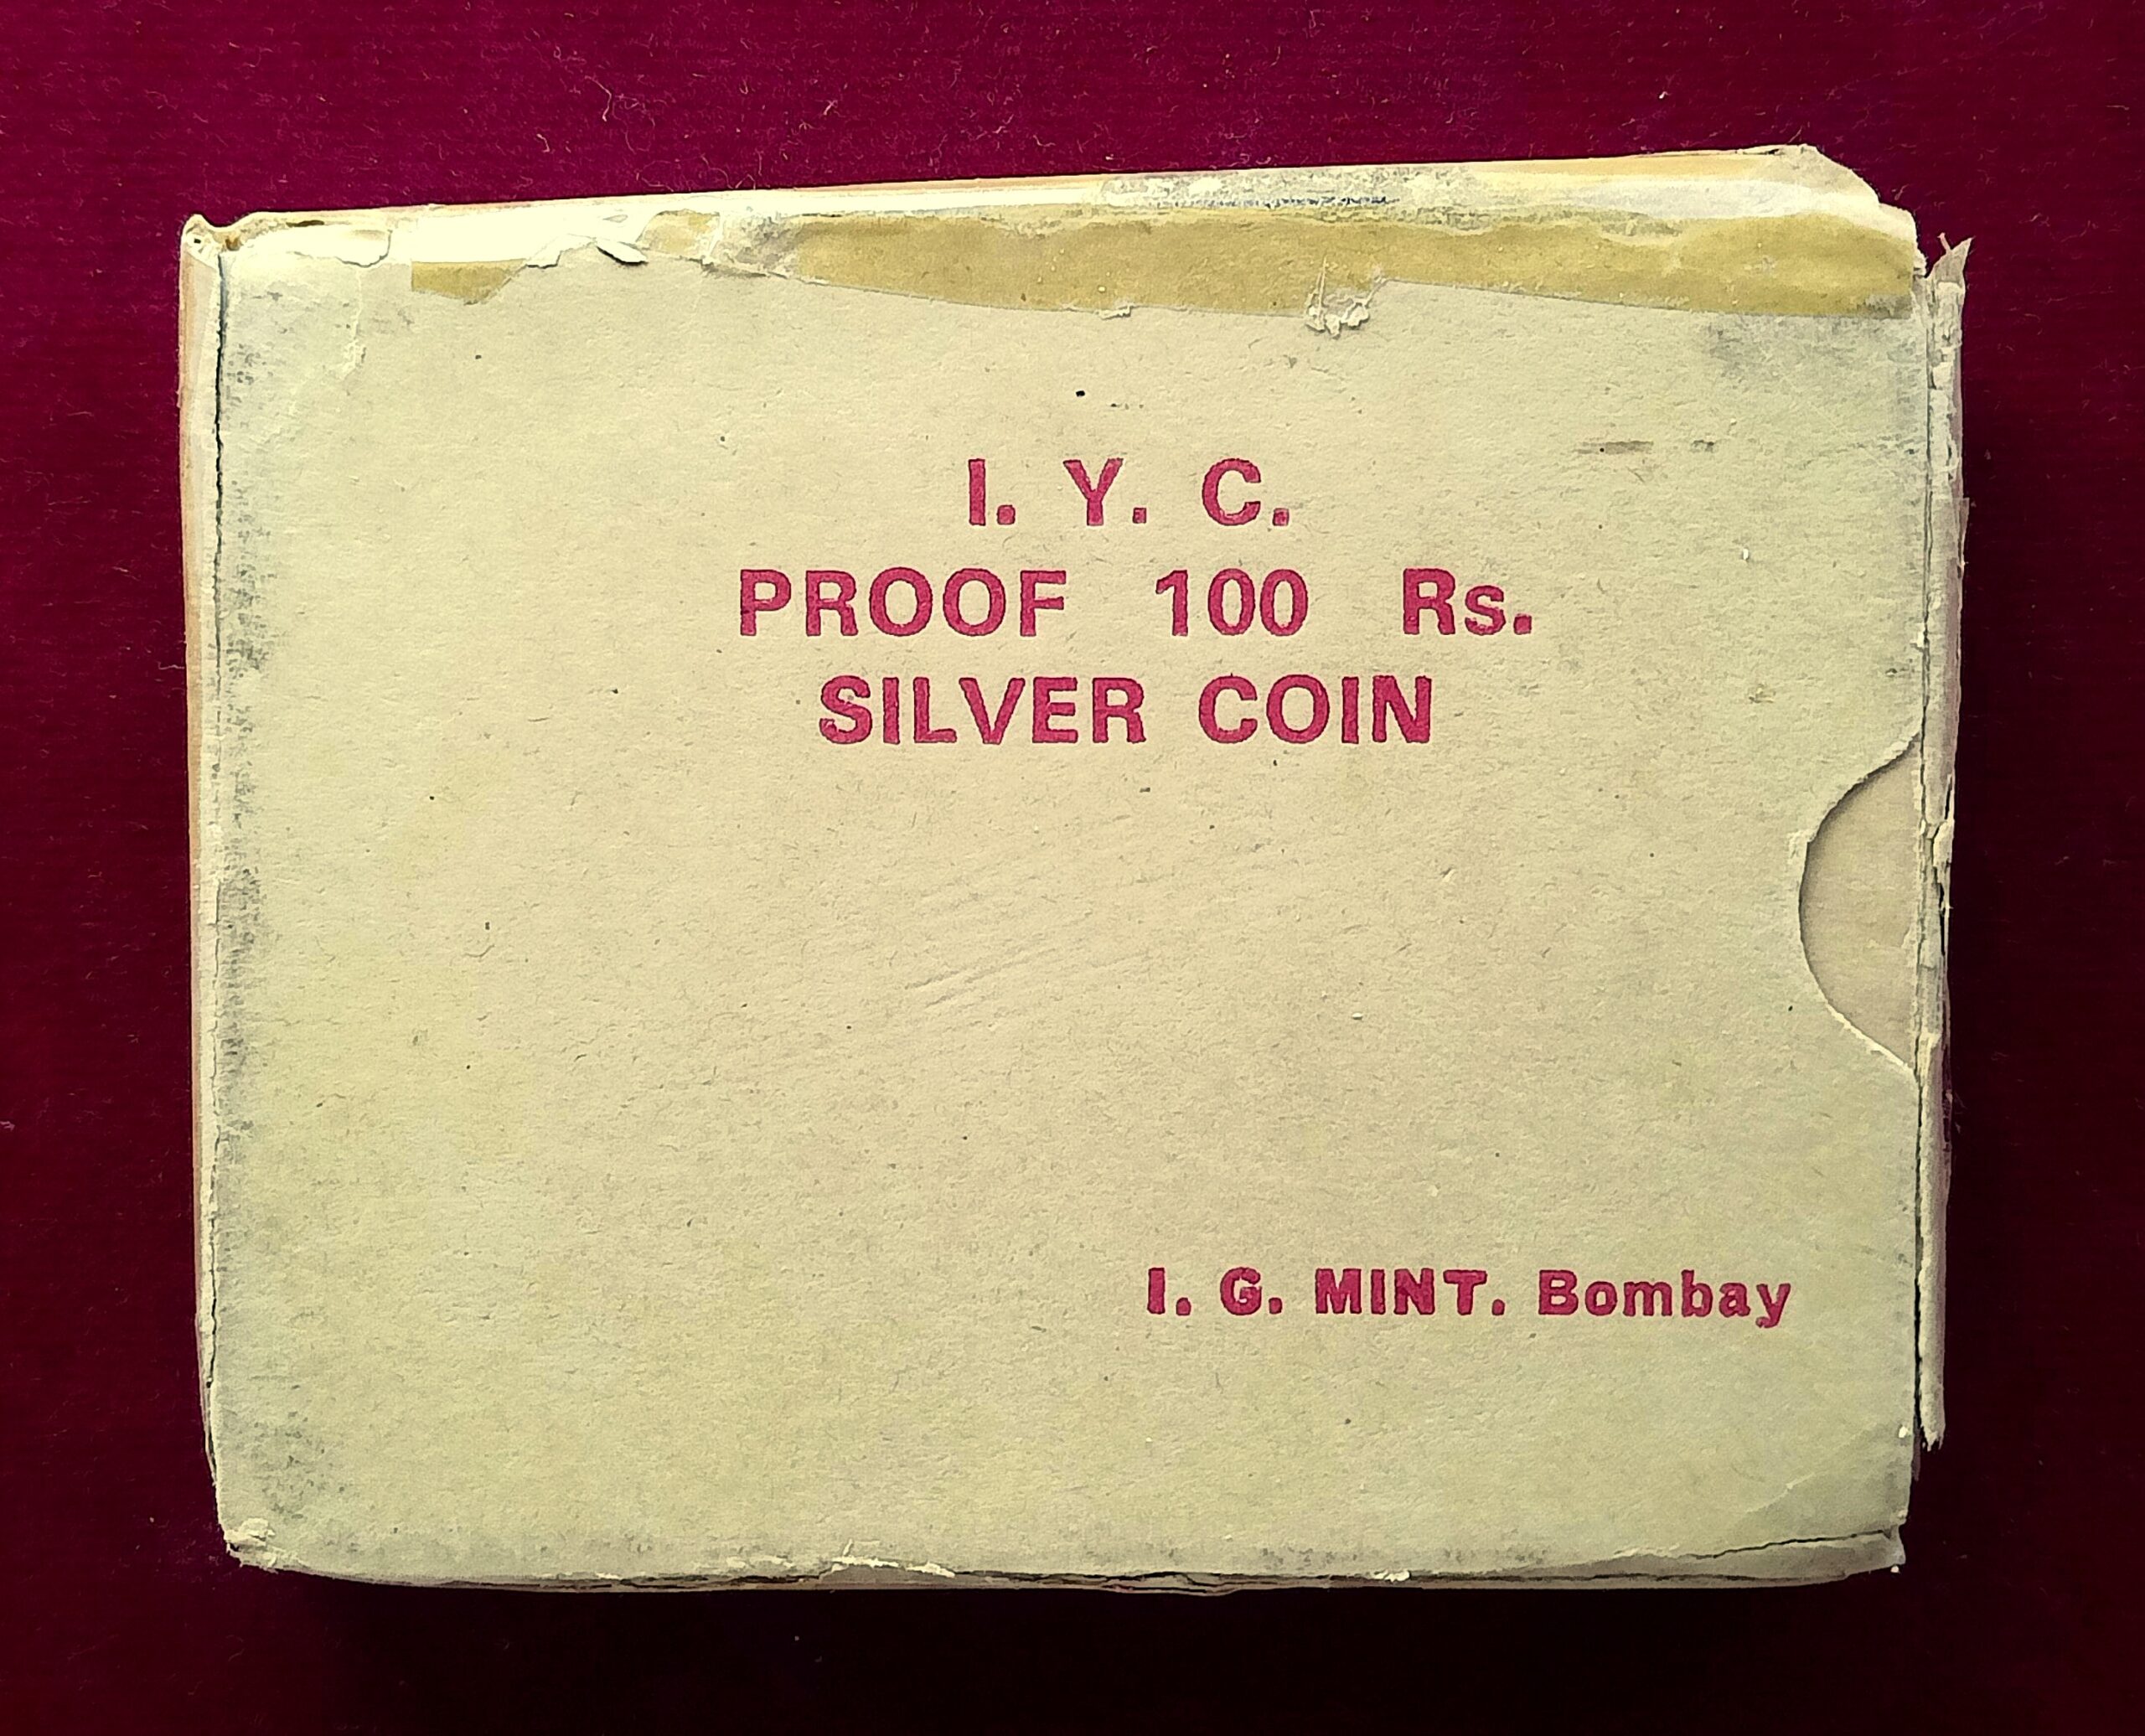 I. Y. C.
PROOF 100 Rs.
SILVER COIN
I. G. MINT. Bombay